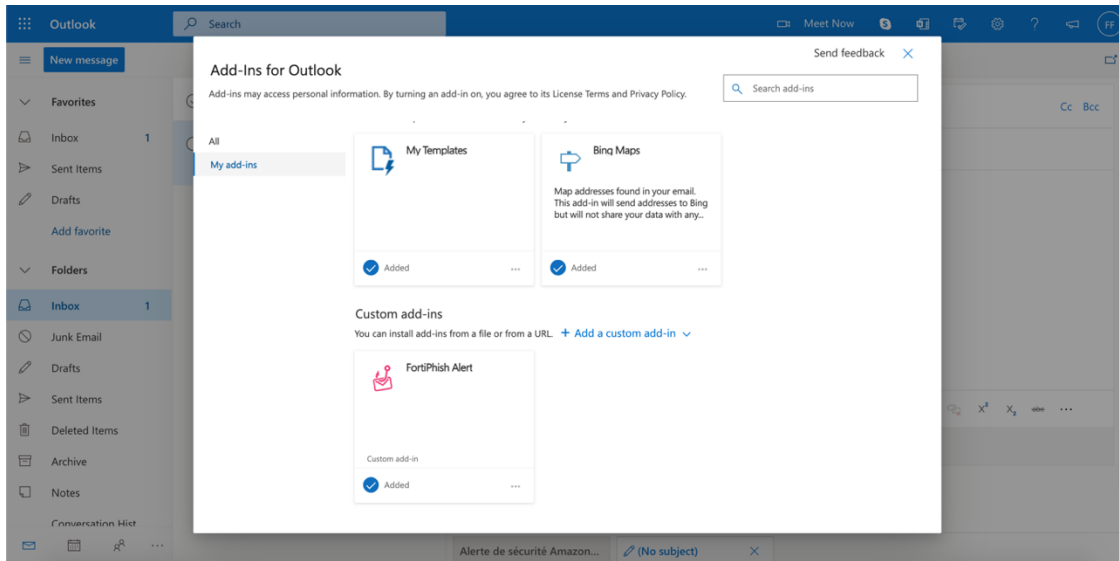 Outlook
Search
Meet Now
FF
New message
Send feedback
Add-Ins for Outlook
Add-ins may access personal information. By turning an add-in on, you agree to its License Terms and Privacy Policy.
Search add-ins
Favorites
Cc Bcc
Inbox 1
Sent Items
Drafts
Add favorite
Folders
Inbox 1
Junk Email
Drafts
Sent Items
Deleted Items
Archive
Notes
Conversation Hist
All
My add-ins
My Templates
Added
Bing Maps
Map addresses found in your email.
This add-in will send addresses to Bing
but will not share your data with any...
Added
Custom add-ins
You can install add-ins from a file or from a URL. + Add a custom add-in
FortiPhish Alert
Custom add-in
Added
Alerte de sécurité Amazon...
(No subject)